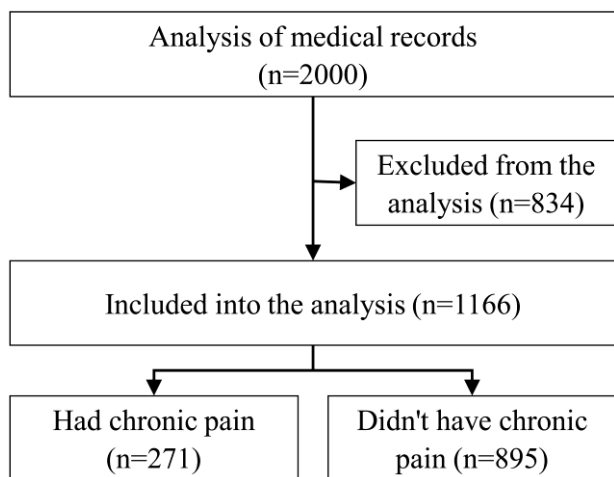 Analysis of medical records
(n=2000)
Excluded from the
analysis (n=834)
Included into the analysis (n=1166)
Had chronic pain
(n=271)
Didn't have chronic
pain (n=895)